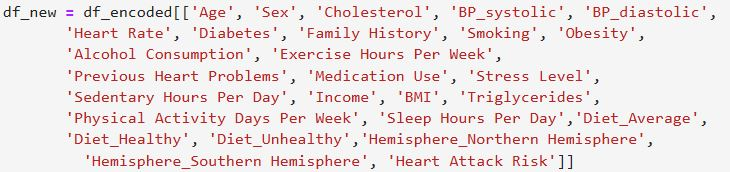 df_new = df_encoded[['Age', 'Sex', 'Cholesterol', 'BP_systolic', 'BP_diastolic',
'Heart Rate', 'Diabetes', 'Family History', 'Smoking', 'Obesity',
'Alcohol Consumption', 'Exercise Hours Per Week',
'Previous Heart Problems', 'Medication Use', 'Stress Level',
'Sedentary Hours Per Day', 'Income', 'BMI', 'Triglycerides',
'Physical Activity Days Per Week', 'Sleep Hours Per Day','Diet_Average',
'Diet_Healthy', 'Diet_Unhealthy','Hemisphere_Northern Hemisphere',
'Hemisphere_Southern Hemisphere', 'Heart Attack Risk']]